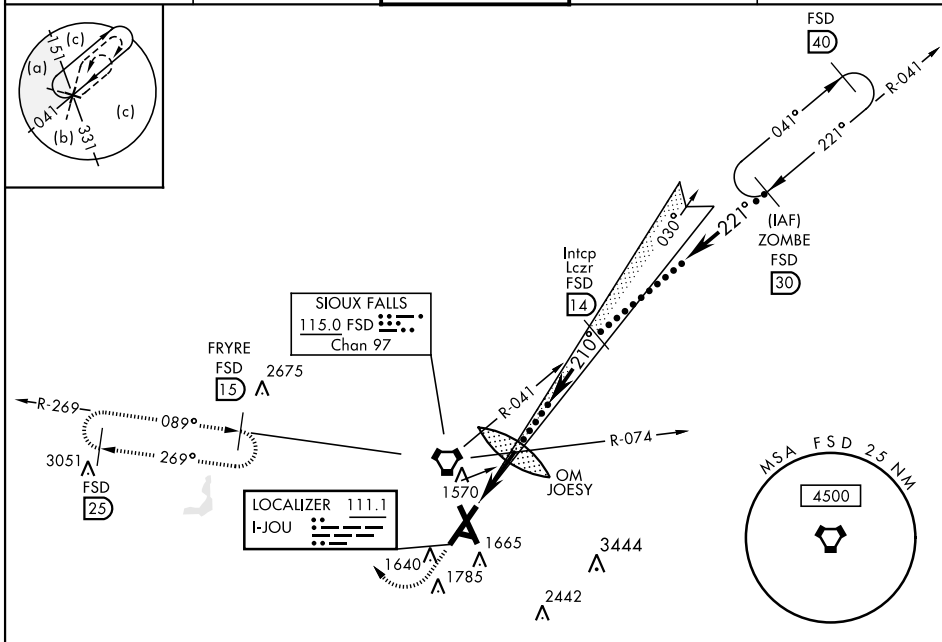 (c)
151
(a)
041
(b)
331
(c)
FSD
40
R-041
041°
221°
221°
(IAF)
ZOMBE
FSD
30
030°
Intcp
Lczr
FSD
14
210°
SIOUX FALLS
115.0 FSD
Chan 97
FRYRE
FSD
15
2675
R-269
089°
269°
3051
FSD
25
R-041
R-074
1570
OM
JOESY
LOCALIZER 111.1
I-JOU
1640
1665
1785
3444
2442
MSA FSD 25 NM
4500